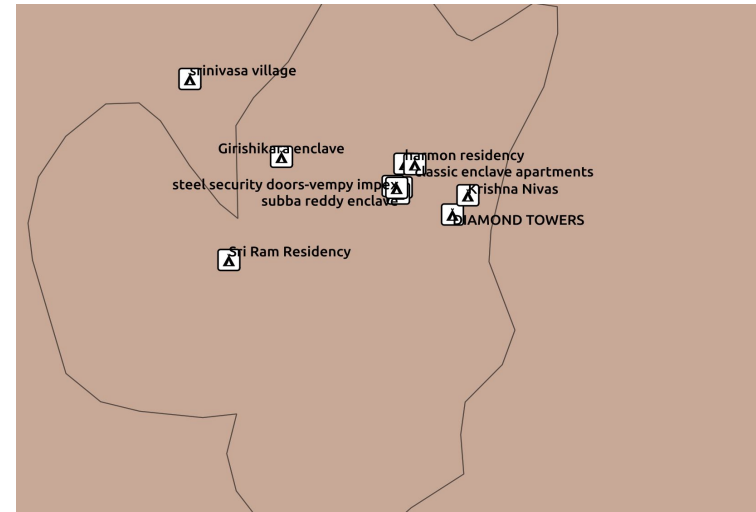 srinivasa village
Girishikara enclave
harmon residency
classic enclave apartments
steel security doors-vempy impex
Krishna Nivas
subba reddy enclave
DIAMOND TOWERS
Sri Ram Residency